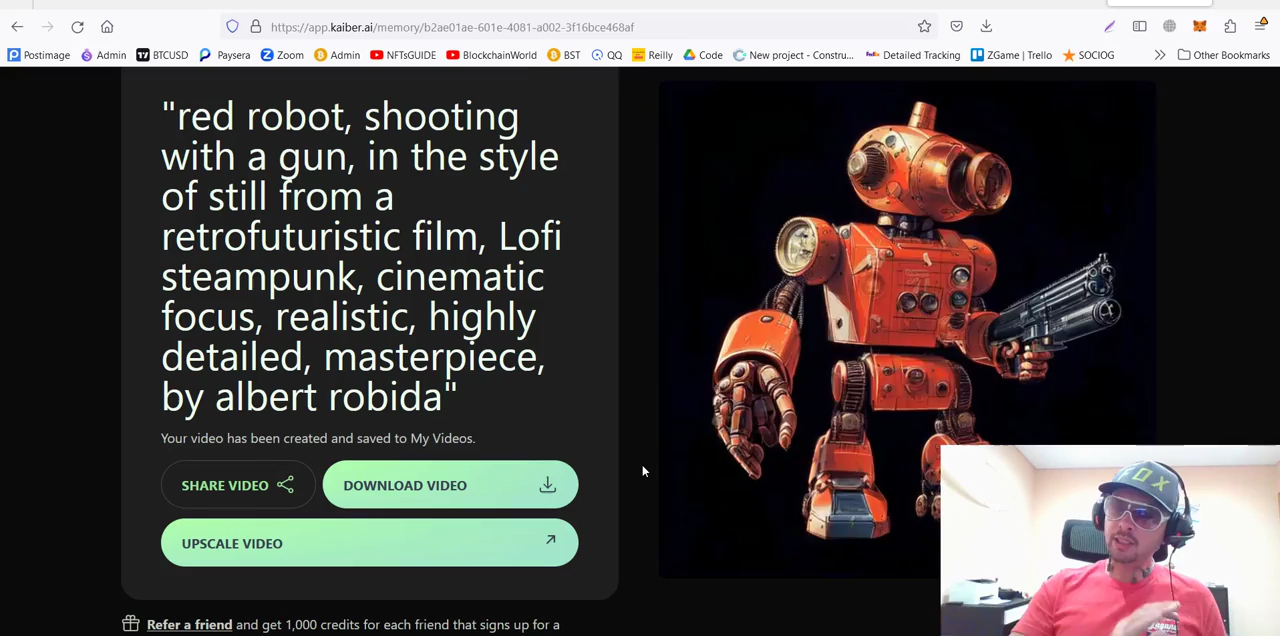 https://app.kaiber.ai/memory/b2ae01ae-601e-4081-a002-3f16bce468af
Postimage Admin BTCUSD Paysera Zoom Admin NFTsGUIDE BlockchainWorld BST QQ Reilly Code New project - Constru... Detailed Tracking ZGame | Trello SOCIOG Other Bookmarks
"red robot, shooting
with a gun, in the style
of still from a
retrofuturistic film, Lofi
steampunk, cinematic
focus, realistic, highly
detailed, masterpiece,
by albert robida"
Your video has been created and saved to My Videos.
SHARE VIDEO DOWNLOAD VIDEO
UPSCALE VIDEO
Refer a friend and get 1,000 credits for each friend that signs up for a
FOX